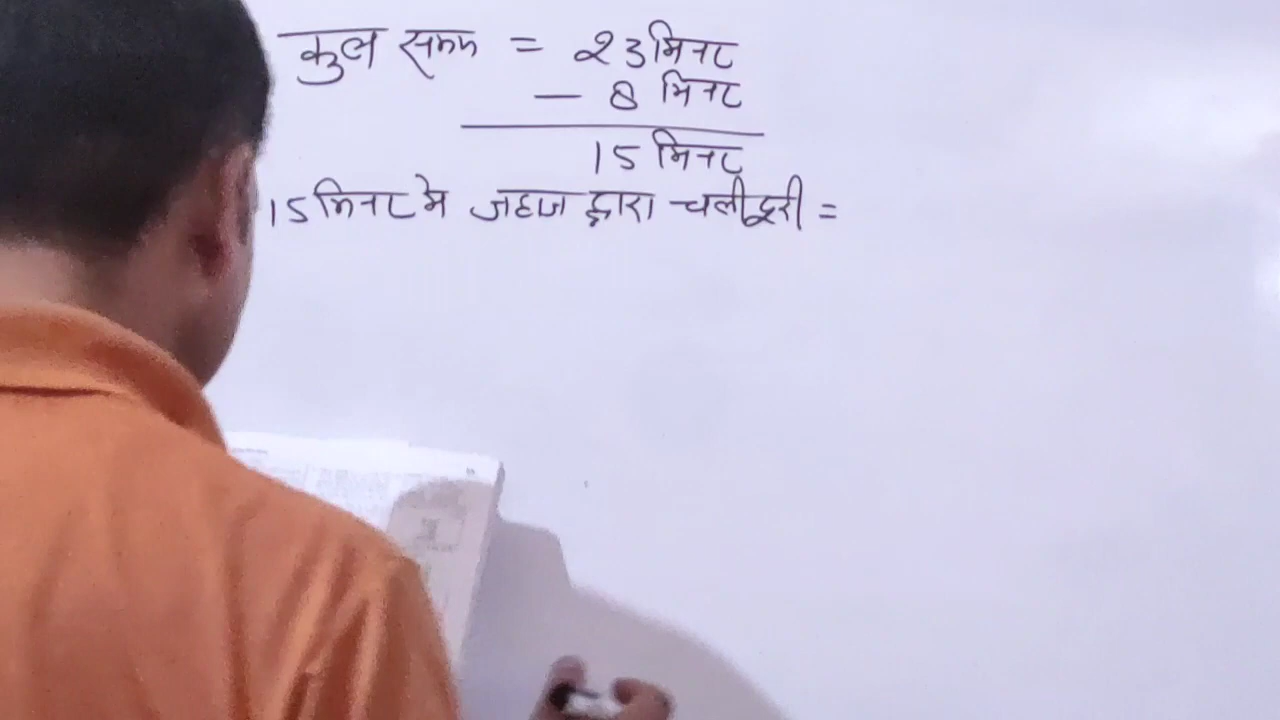 कुल समय = 23 मिनट
- 8 मिनट
15 मिनट
15 मिनट मे जहाज द्वारा चली दूरी =